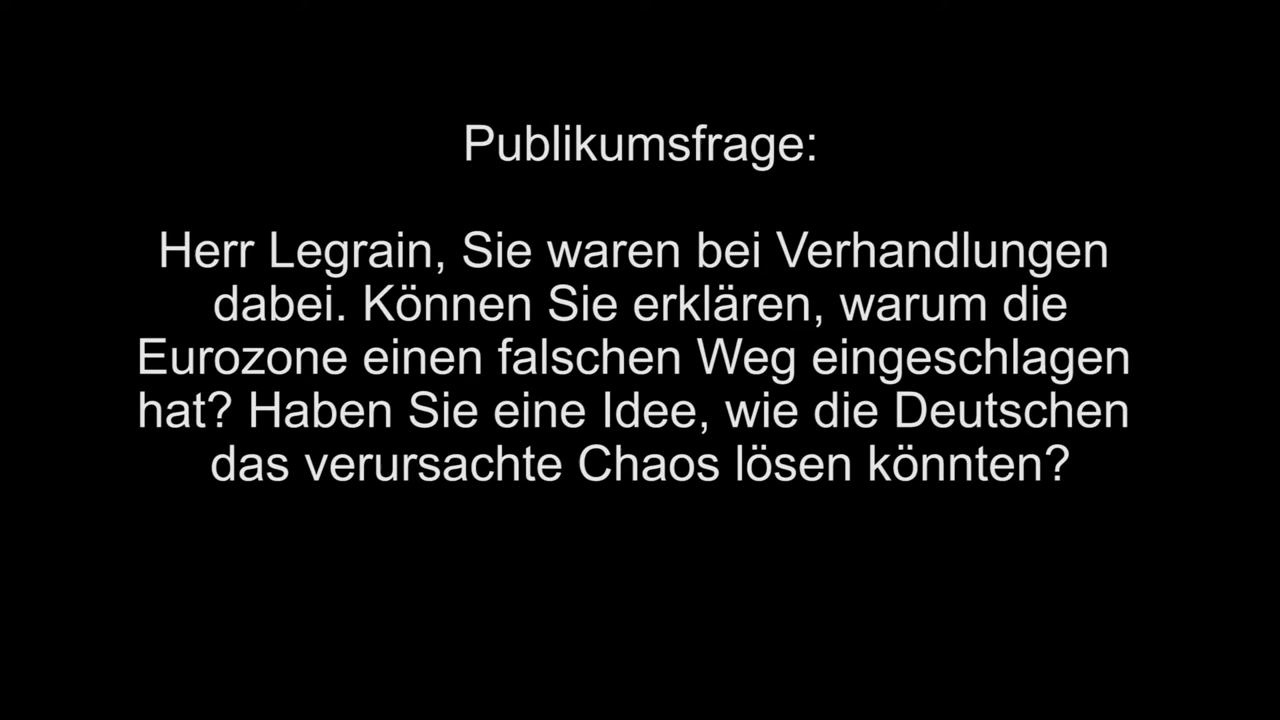 Publikumsfrage:
Herr Legrain, Sie waren bei Verhandlungen
dabei. Können Sie erklären, warum die
Eurozone einen falschen Weg eingeschlagen
hat? Haben Sie eine Idee, wie die Deutschen
das verursachte Chaos lösen könnten?